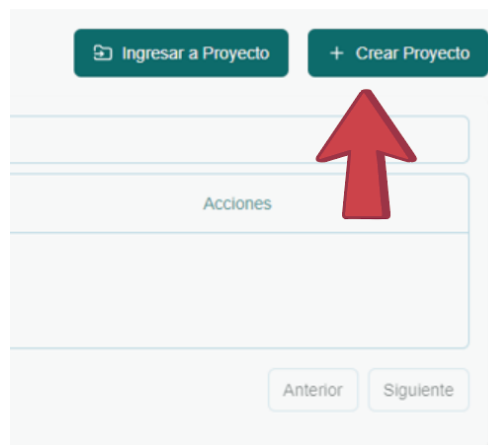 Ingresar a Proyecto
+ Crear Proyecto
Acciones
Anterior
Siguiente